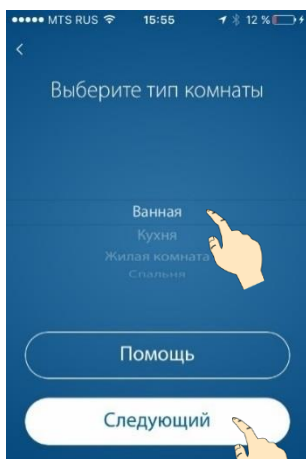 MTS RUS 15:55 12 %
Выберите тип комнаты
Ванная
Кухня
Жилая комната
Спальня
Помощь
Следующий